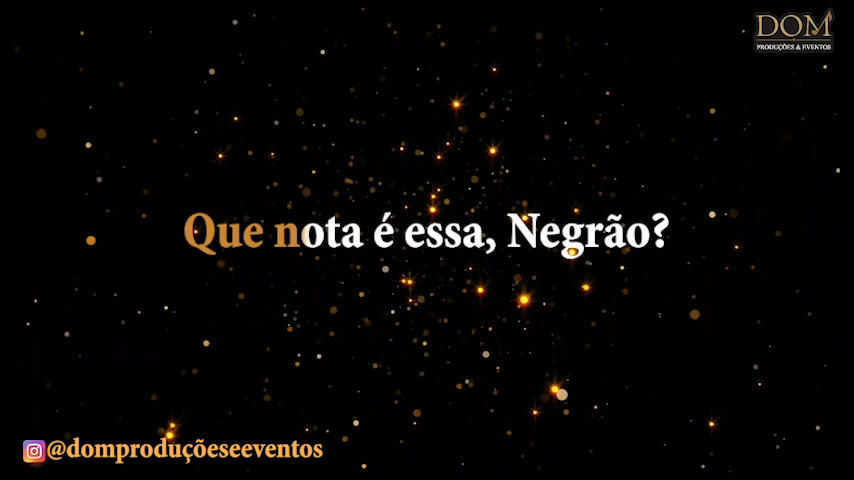 DOM
PRODUÇÕES & EVENTOS
Que nota é essa, Negrão?
@domproduçõeseeventos